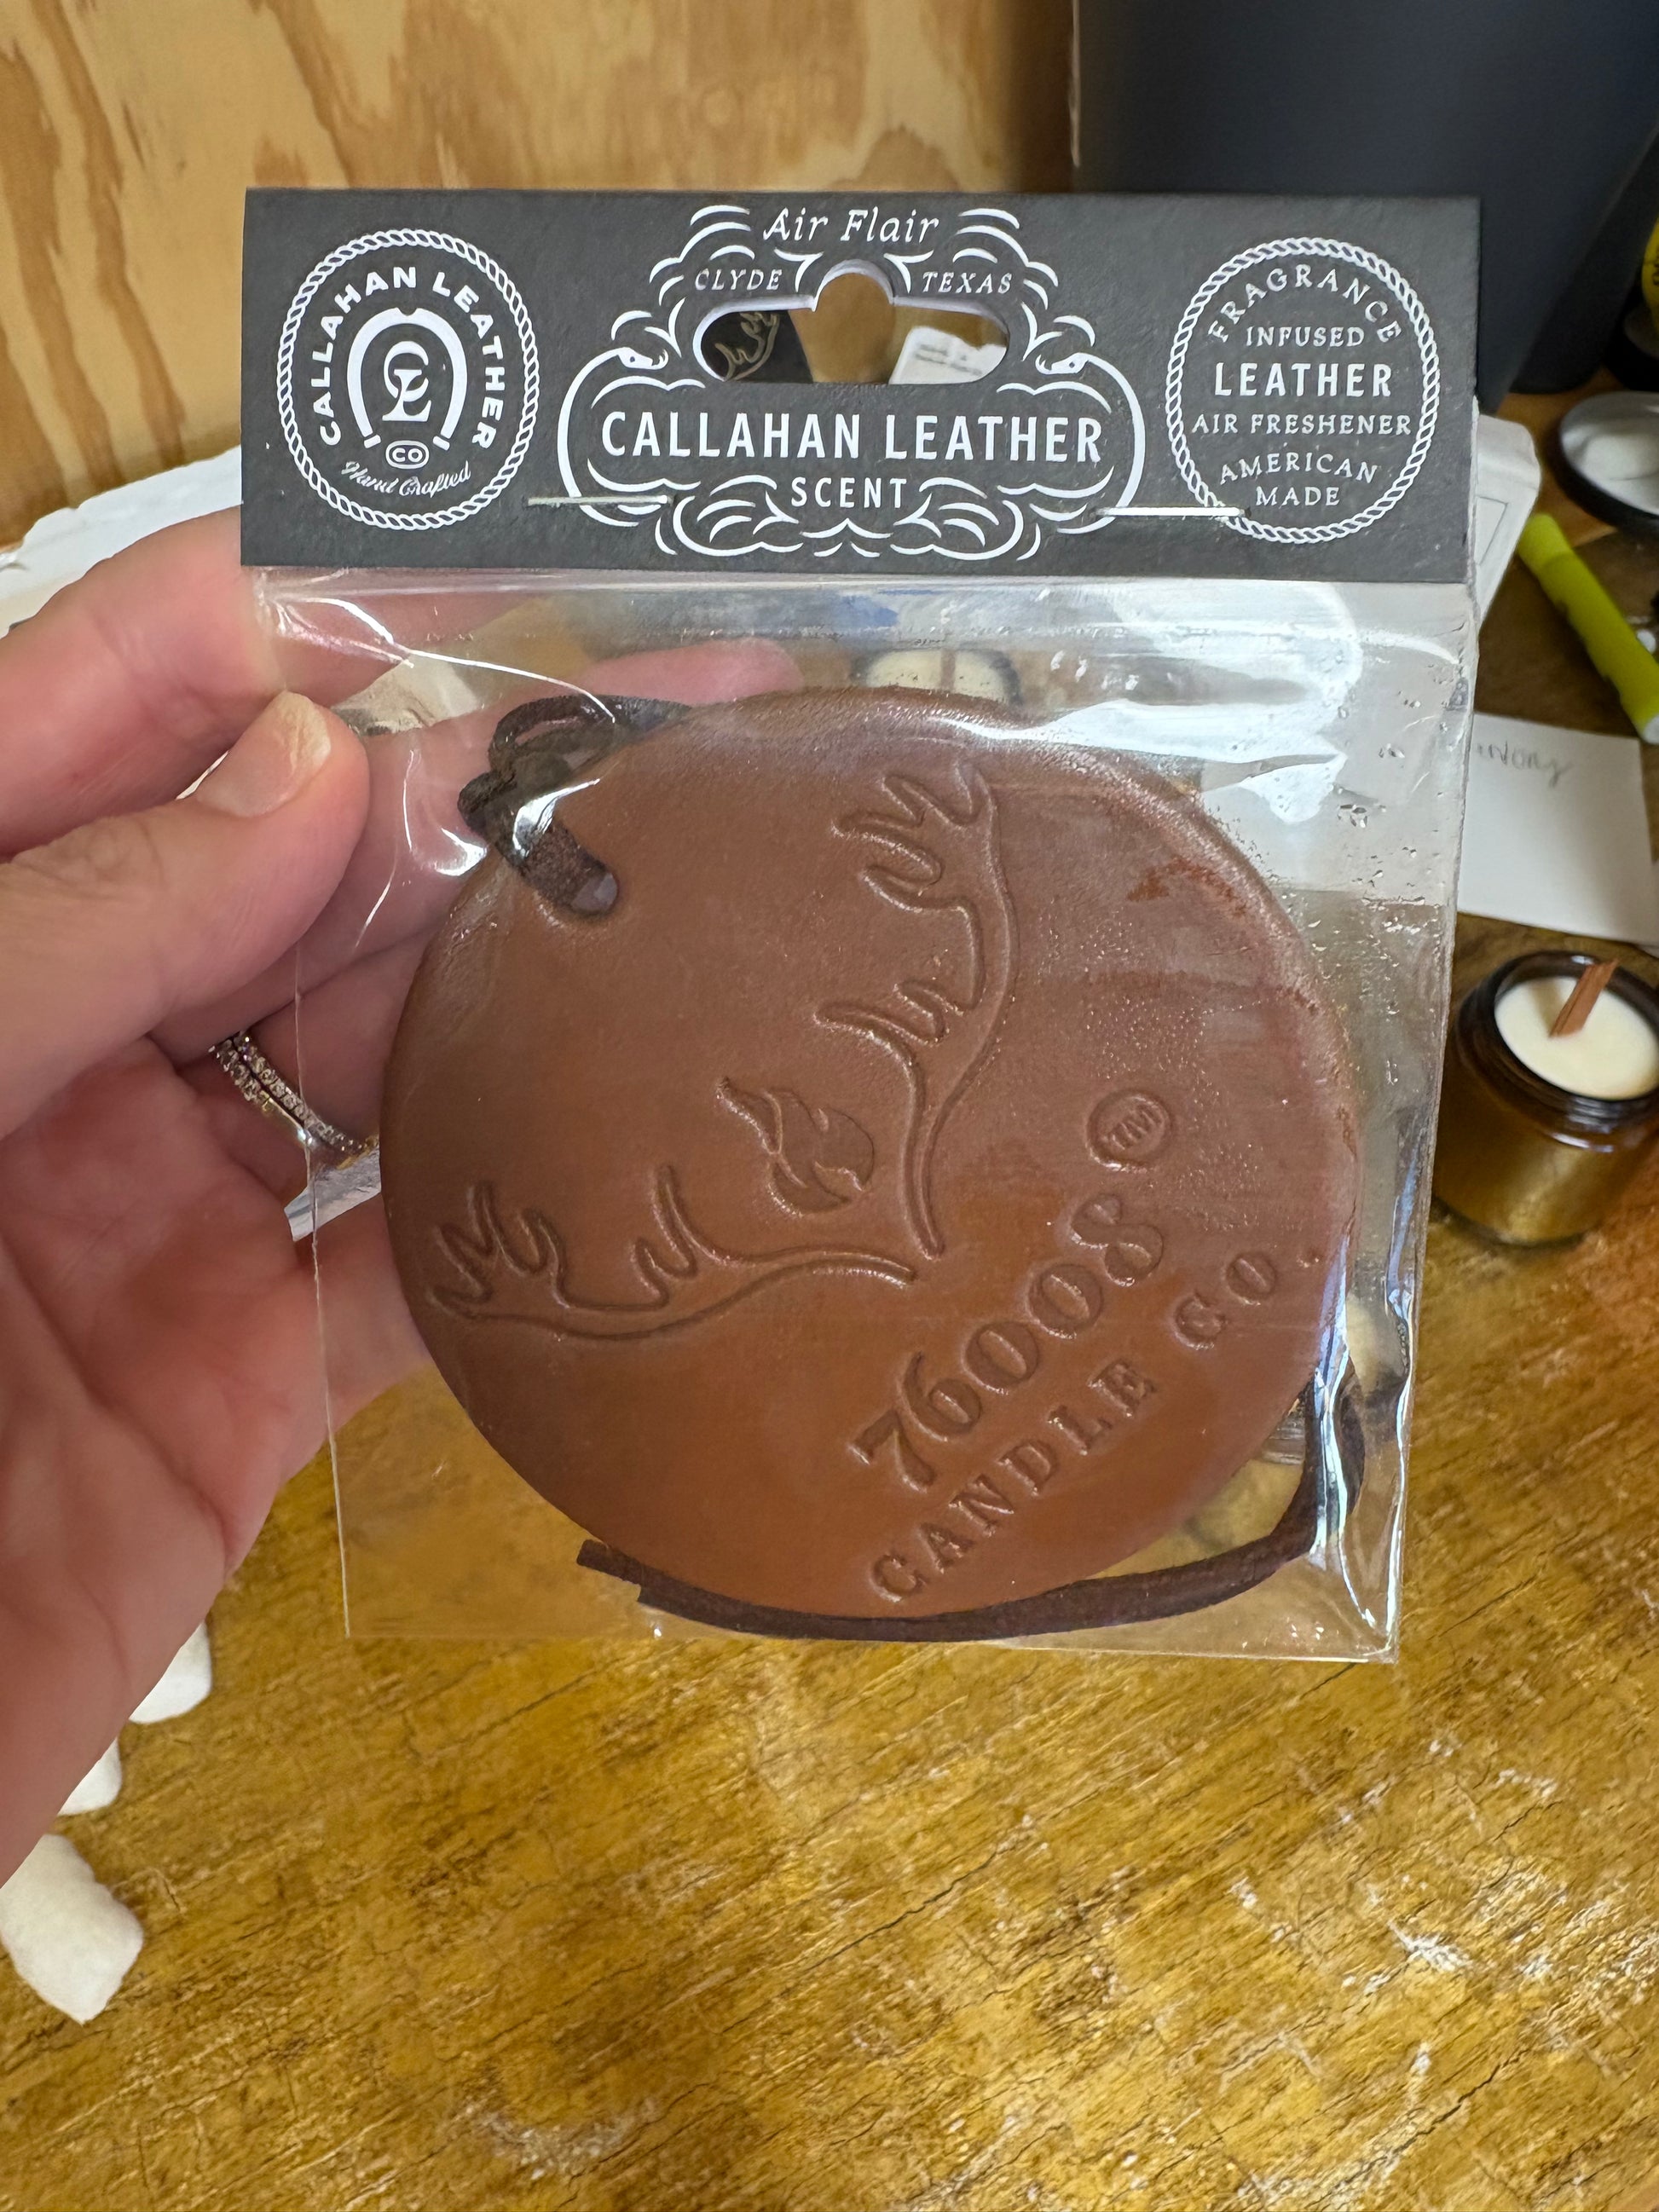 Air Flair
CLYDE TEXAS
CALLAHAN LEATHER
CL
CO
Hand Crafted
CALLAHAN LEATHER
SCENT
FRAGRANCE
INFUSED
LEATHER
AIR FRESHENER
AMERICAN
MADE
TM
76008
CANDLE CO.